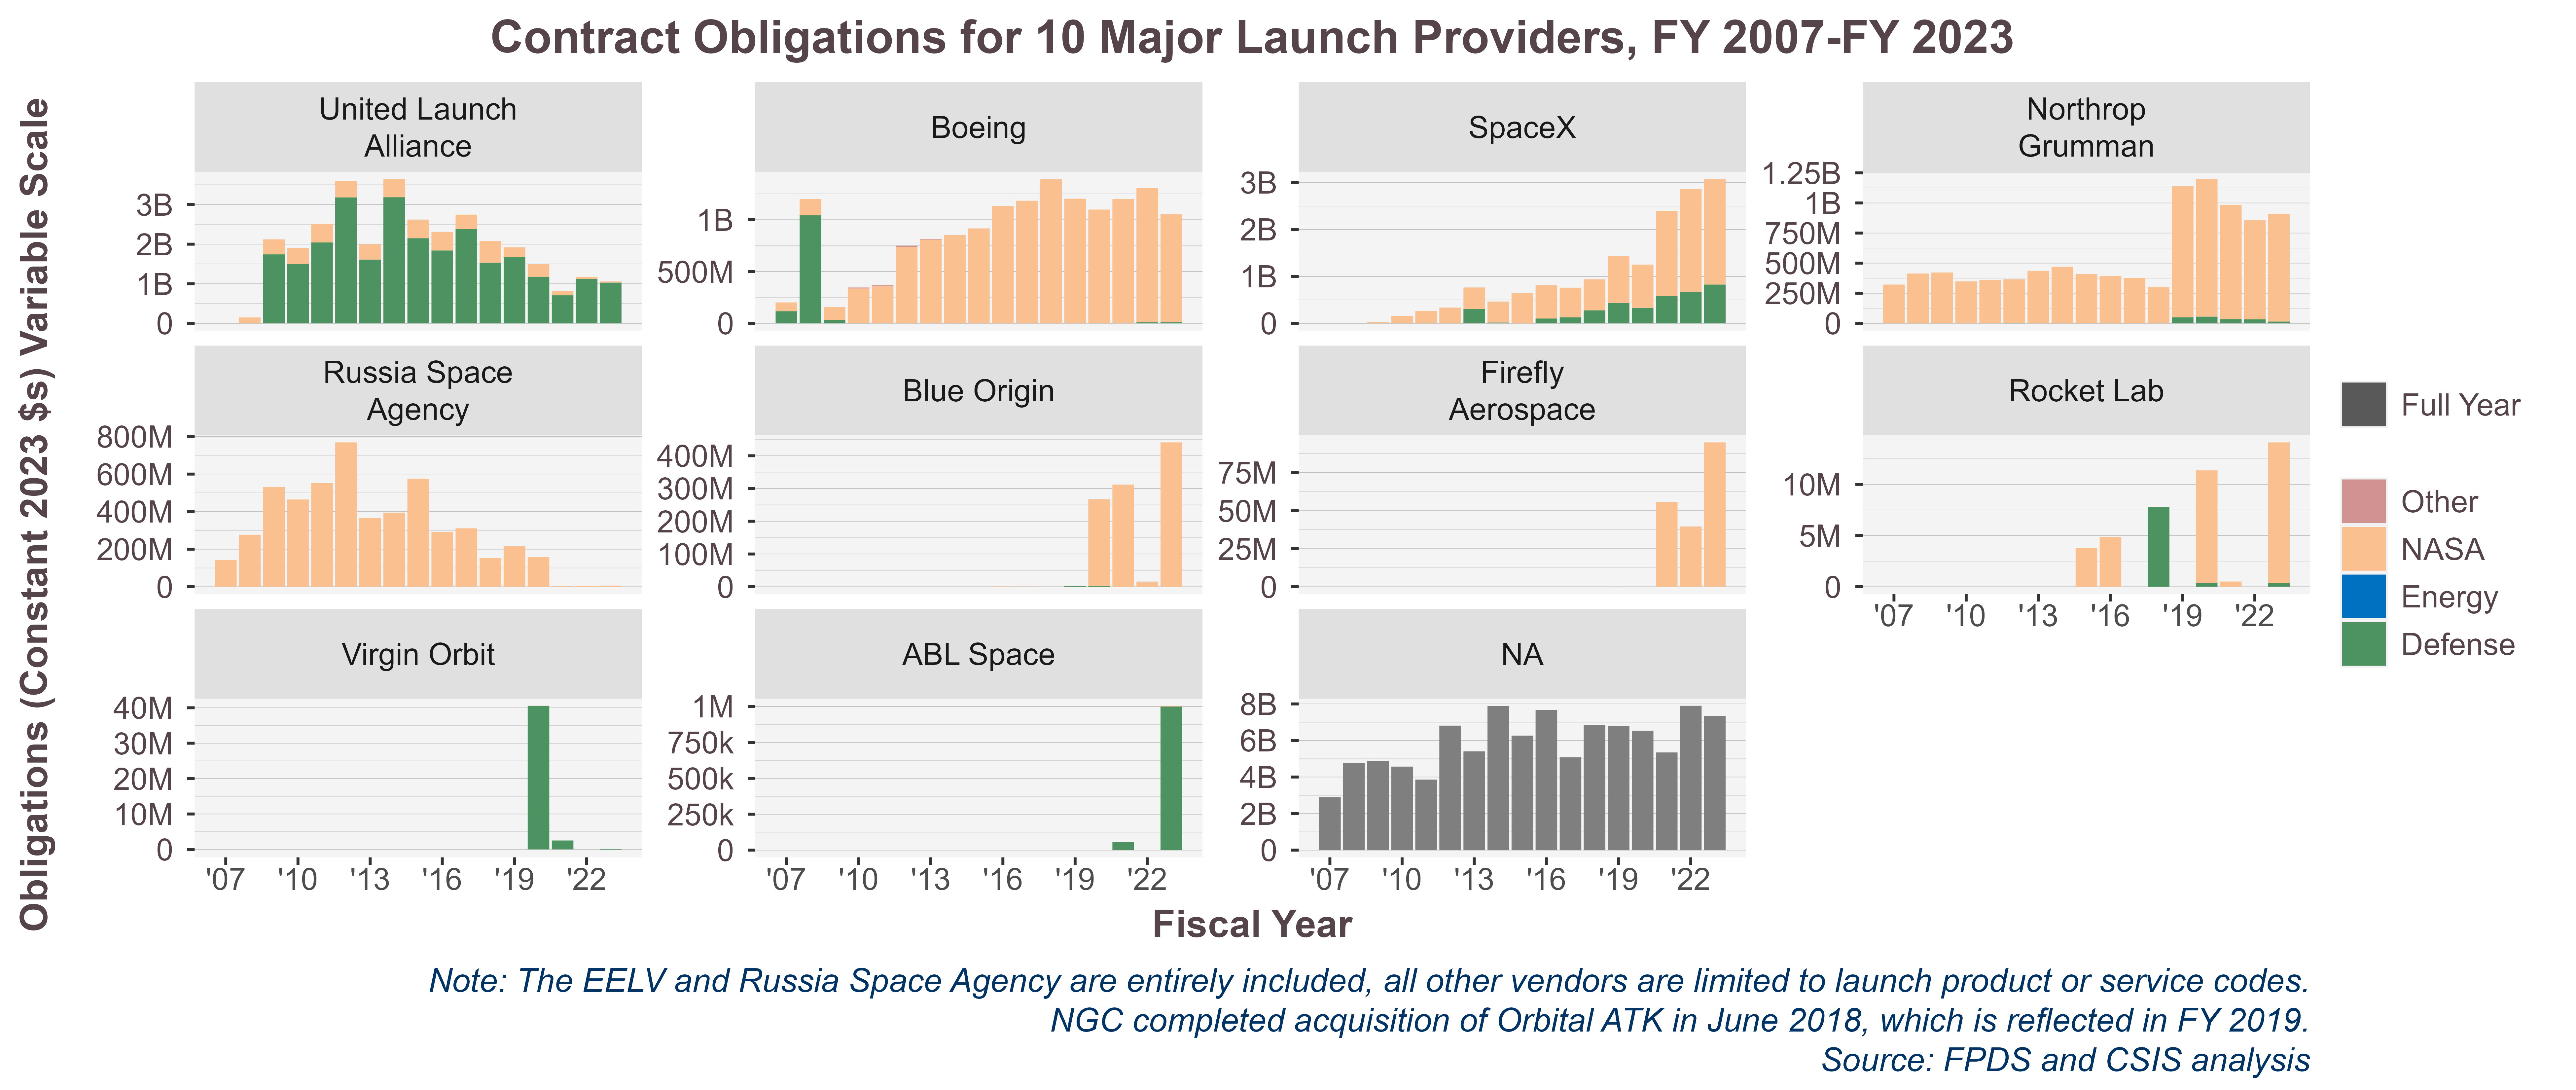 Contract Obligations for 10 Major Launch Providers, FY 2007-FY 2023
Obligations (Constant 2023 $s) Variable Scale
United Launch
Alliance
3B
2B
1B
0
Boeing
1B
500M
0
SpaceX
3B
2B
1B
0
Northrop
Grumman
1.25B
1B
750M
500M
250M
0
Russia Space
Agency
800M
600M
400M
200M
0
Blue Origin
400M
300M
200M
100M
0
Firefly
Aerospace
75M
50M
25M
0
Rocket Lab
10M
5M
0
'07 '10 '13 '16 '19 '22
Virgin Orbit
40M
30M
20M
10M
0
'07 '10 '13 '16 '19 '22
ABL Space
1M
750k
500k
250k
0
'07 '10 '13 '16 '19 '22
NA
8B
6B
4B
2B
0
'07 '10 '13 '16 '19 '22
Full Year
Other
NASA
Energy
Defense
Fiscal Year
Note: The EELV and Russia Space Agency are entirely included, all other vendors are limited to launch product or service codes.
NGC completed acquisition of Orbital ATK in June 2018, which is reflected in FY 2019.
Source: FPDS and CSIS analysis